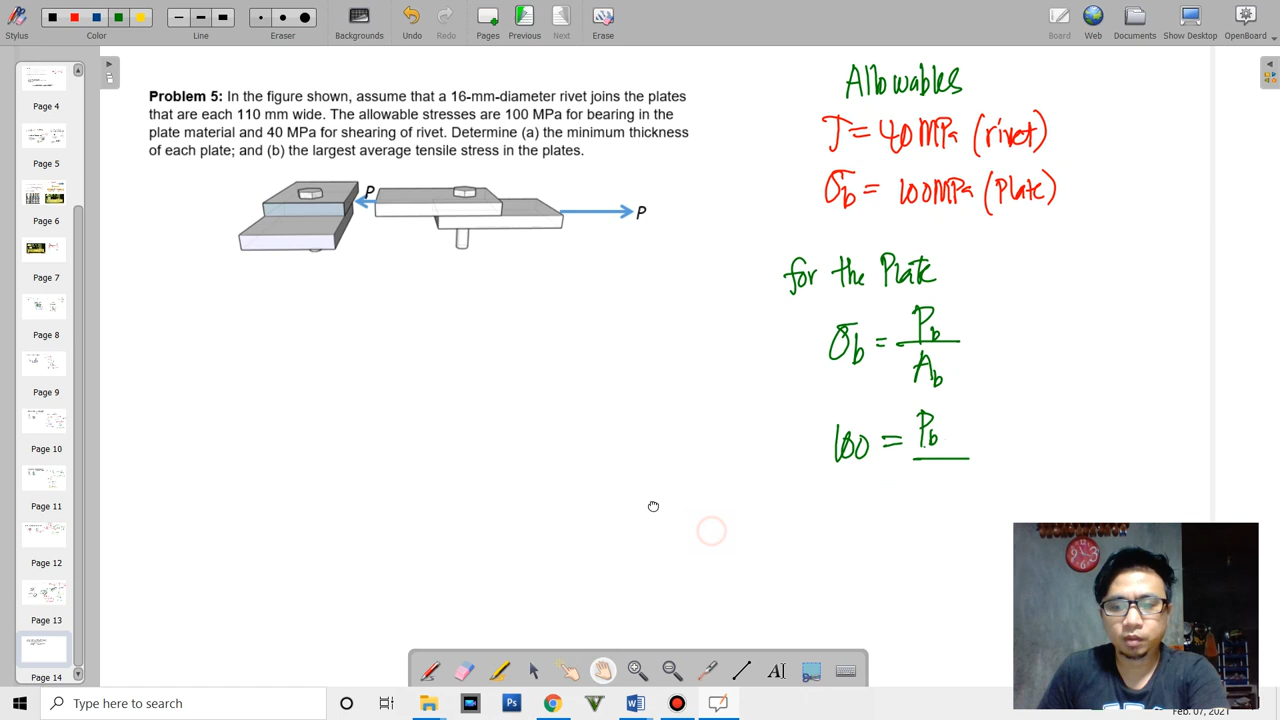 Stylus
Color
Line
Eraser
Backgrounds
Undo
Redo
Pages
Previous
Next
Erase
Board
Web
Documents
Show Desktop
OpenBoard
Page 4
Page 5
Page 6
Page 7
Page 8
Page 9
Page 10
Page 11
Page 12
Page 13
Page 14
Problem 5: In the figure shown, assume that a 16-mm-diameter rivet joins the plates
that are each 110 mm wide. The allowable stresses are 100 MPa for bearing in the
plate material and 40 MPa for shearing of rivet. Determine (a) the minimum thickness
of each plate; and (b) the largest average tensile stress in the plates.
P
P
Allowables
τ = 40 MPa (rivet)
σb = 100 MPa (Plate)
for the Plate
σb = Pb
Ab
100 = Pb
AI
Type here to search
Ps
W
Feb. 07, 2021